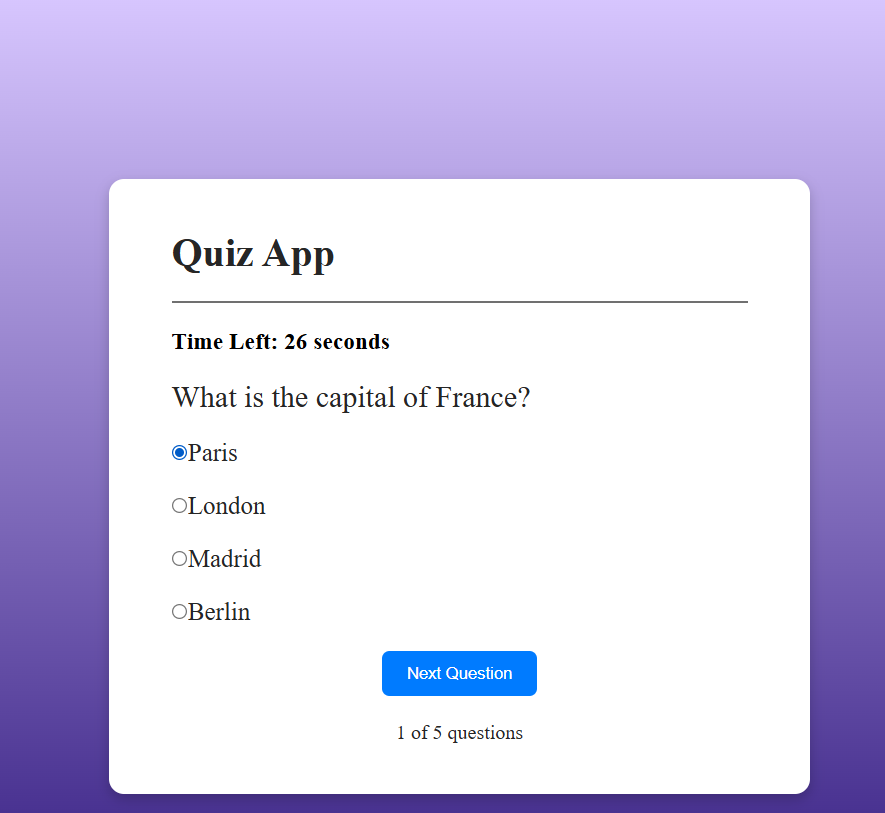 Quiz App
Time Left: 26 seconds
What is the capital of France?
Paris
London
Madrid
Berlin
Next Question
1 of 5 questions